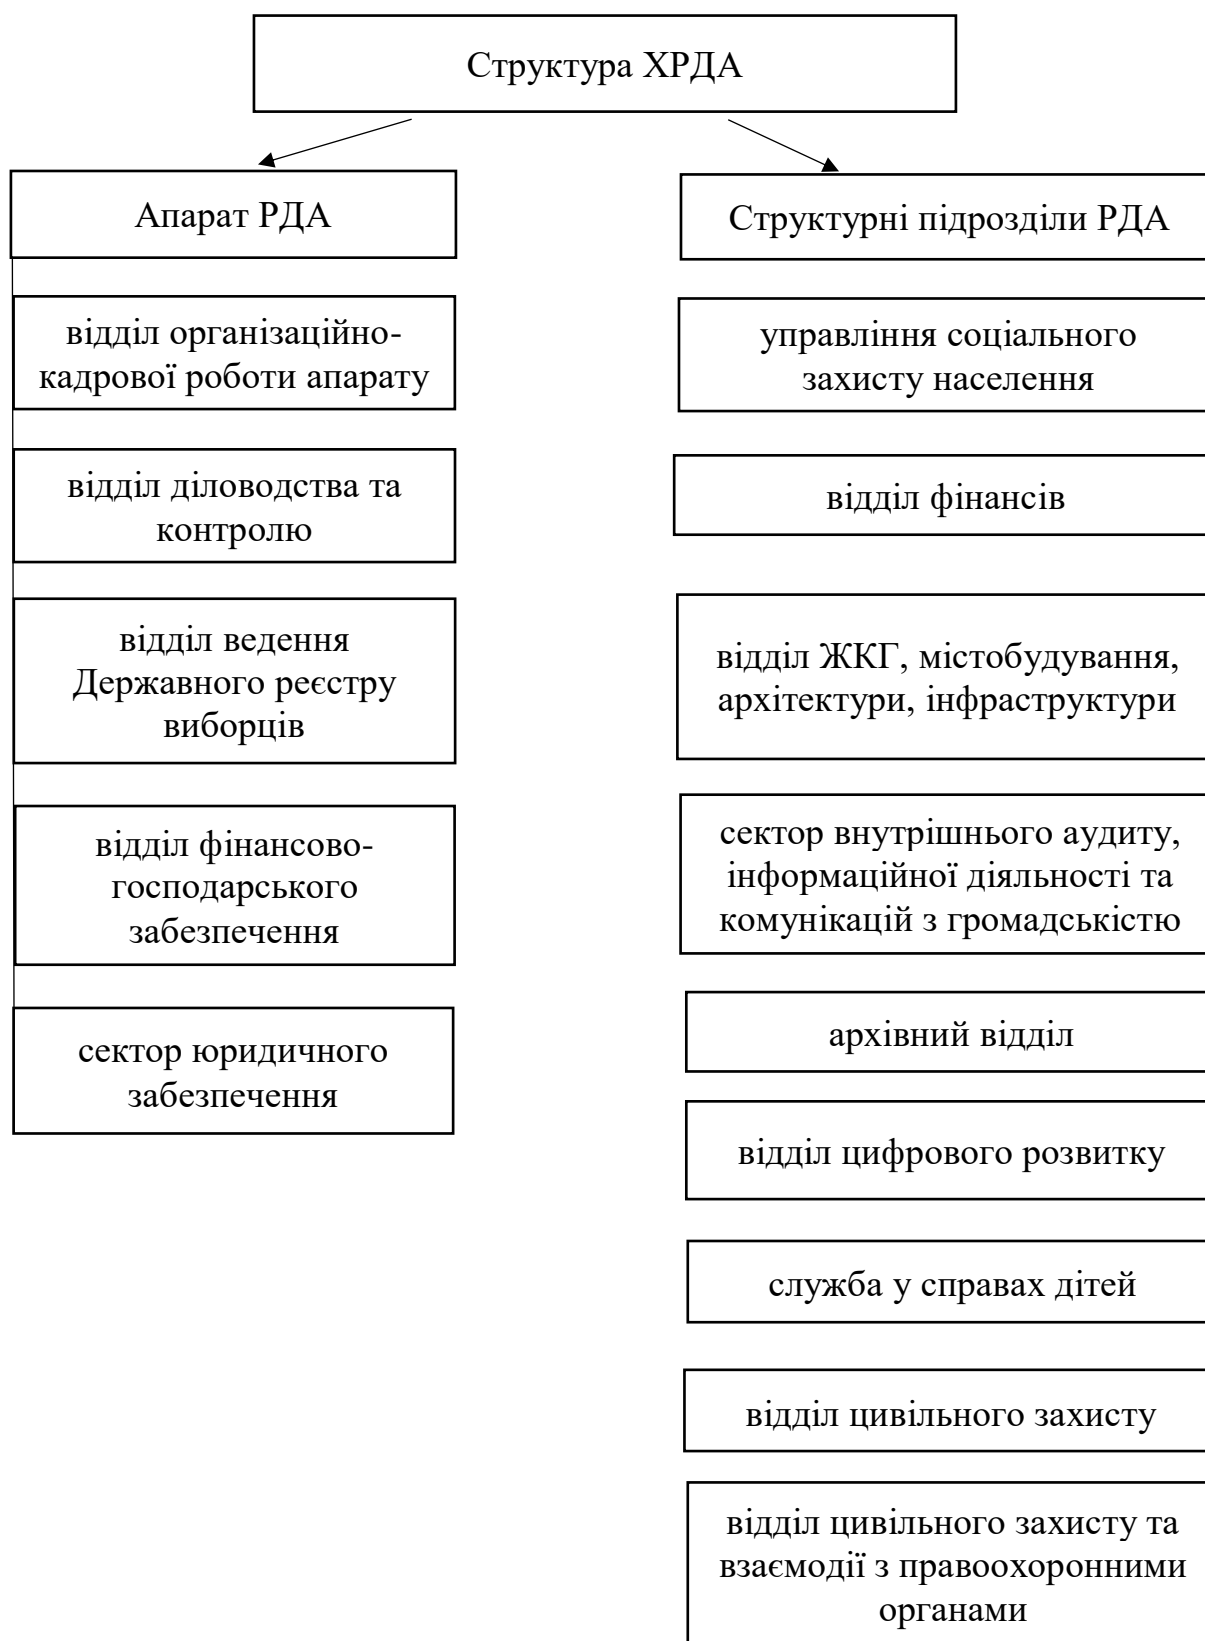 Структура ХРДА
Апарат РДА
відділ організаційно-
кадрової роботи апарату
відділ діловодства та
контролю
відділ ведення
Державного реєстру
виборців
відділ фінансово-
господарського
забезпечення
сектор юридичного
забезпечення
Структурні підрозділи РДА
управління соціального
захисту населення
відділ фінансів
відділ ЖКГ, містобудування,
архітектури, інфраструктури
сектор внутрішнього аудиту,
інформаційної діяльності та
комунікацій з громадськістю
архівний відділ
відділ цифрового розвитку
служба у справах дітей
відділ цивільного захисту
відділ цивільного захисту та
взаємодії з правоохоронними
органами